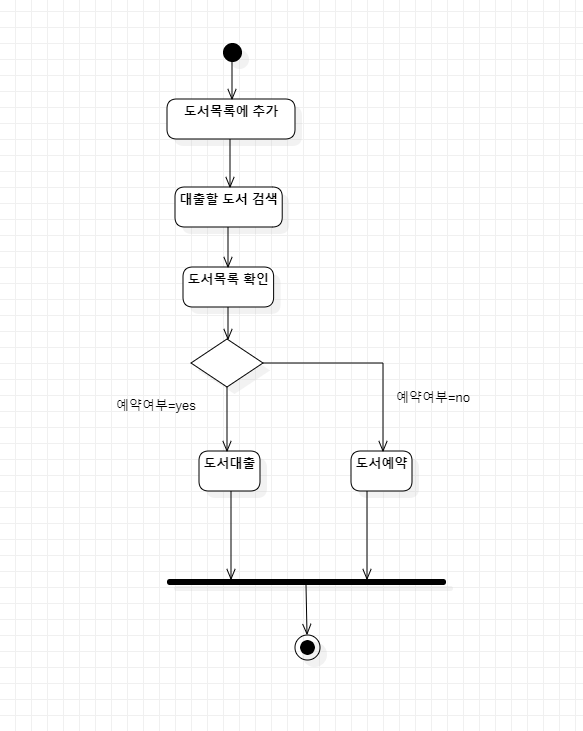 도서목록에 추가
대출할 도서 검색
도서목록 확인
예약여부=yes
예약여부=no
도서대출
도서예약